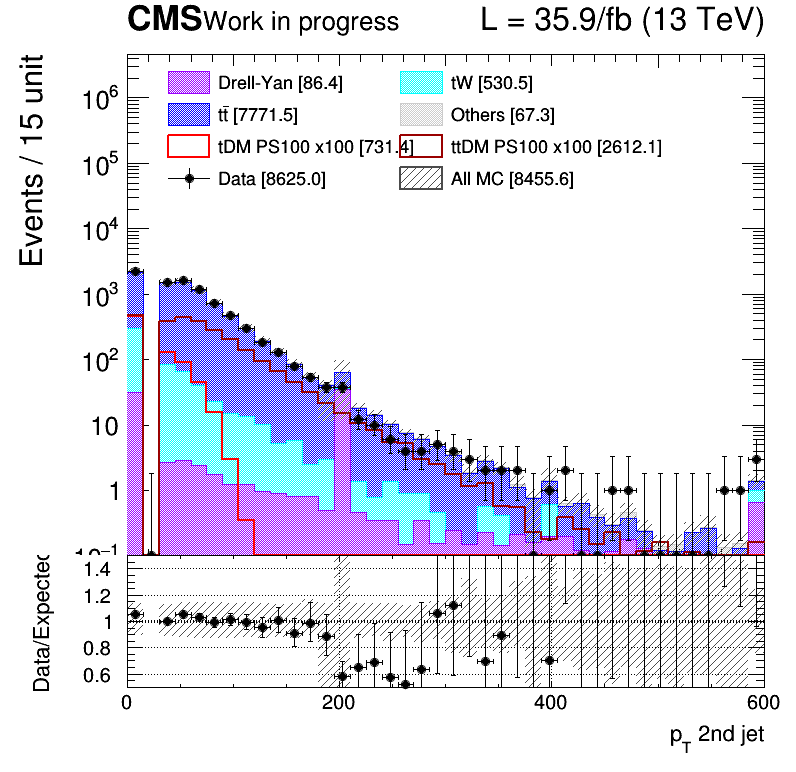 CMS Work in progress L = 35.9/fb (13 TeV)
Events / 15 unit
Drell-Yan [86.4] tW [530.5]
tt̄ [7771.5] Others [67.3]
tDM PS100 x100 [731.4] ttDM PS100 x100 [2612.1]
Data [8625.0] All MC [8455.6]
10⁶
10⁵
10⁴
10³
10²
10
1
10⁻¹
Data/Expected
1.4
1.2
1
0.8
0.6
0 200 400 600
p_T 2nd jet